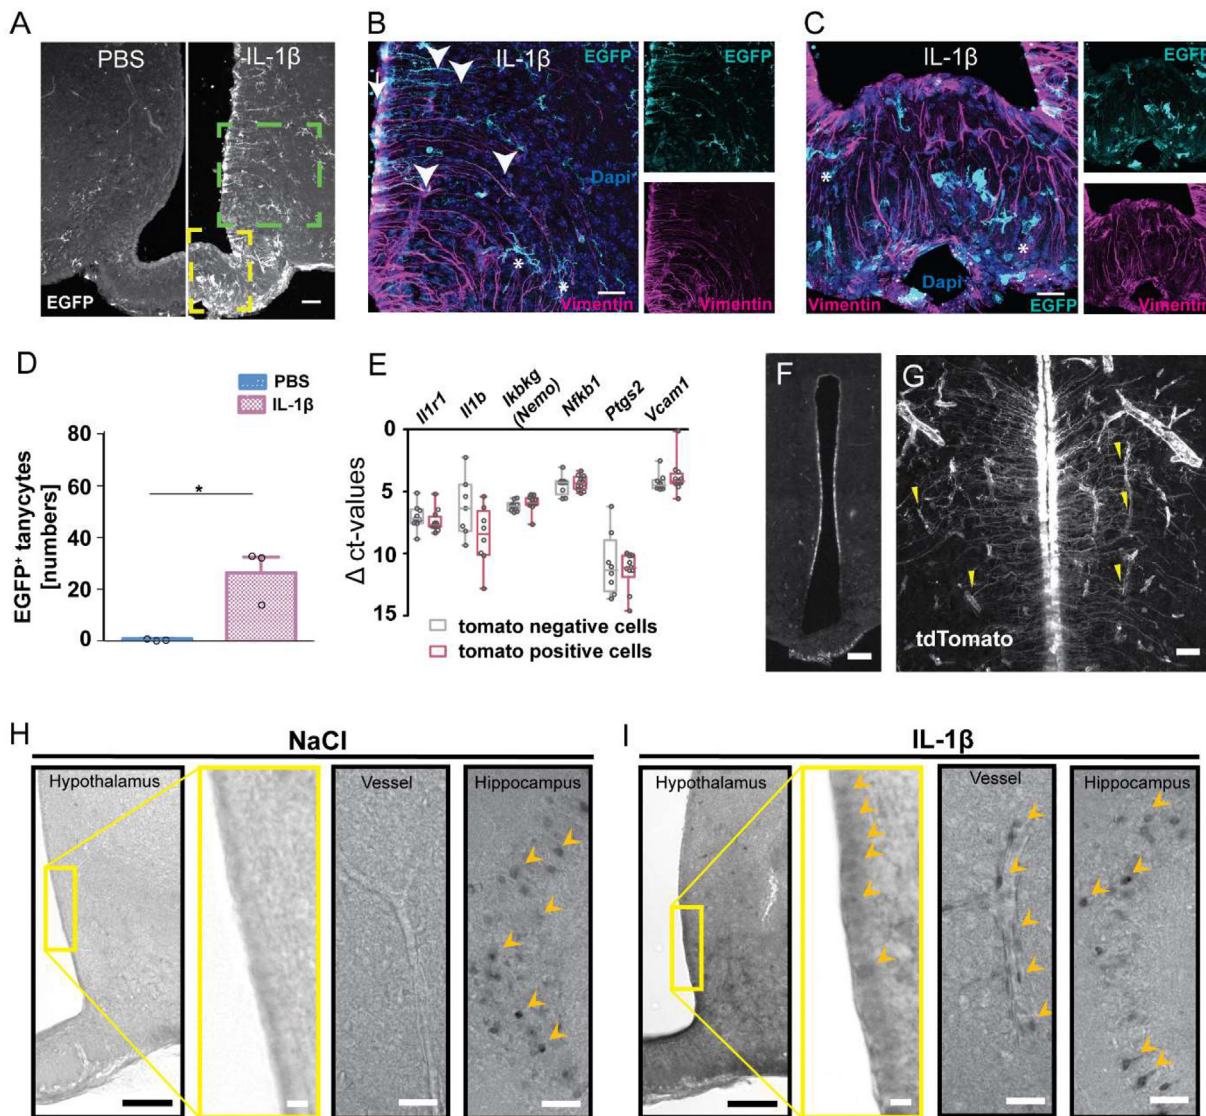 A
PBS
IL-1β
EGFP
B
IL-1β
EGFP
Dapi
Vimentin
EGFP
Vimentin
C
IL-1β
Dapi
Vimentin
EGFP
EGFP
Vimentin
D
PBS
IL-1β
*
EGFP+ tanycytes
[numbers]
80
60
40
20
0
E
Il1r1
Il1b
Ikbkg
(Nemo)
Nfkb1
Ptgs2
Vcam1
Δ ct-values
0
5
10
15
tomato negative cells
tomato positive cells
F
G
tdTomato
H
NaCl
Hypothalamus
Vessel
Hippocampus
I
IL-1β
Hypothalamus
Vessel
Hippocampus